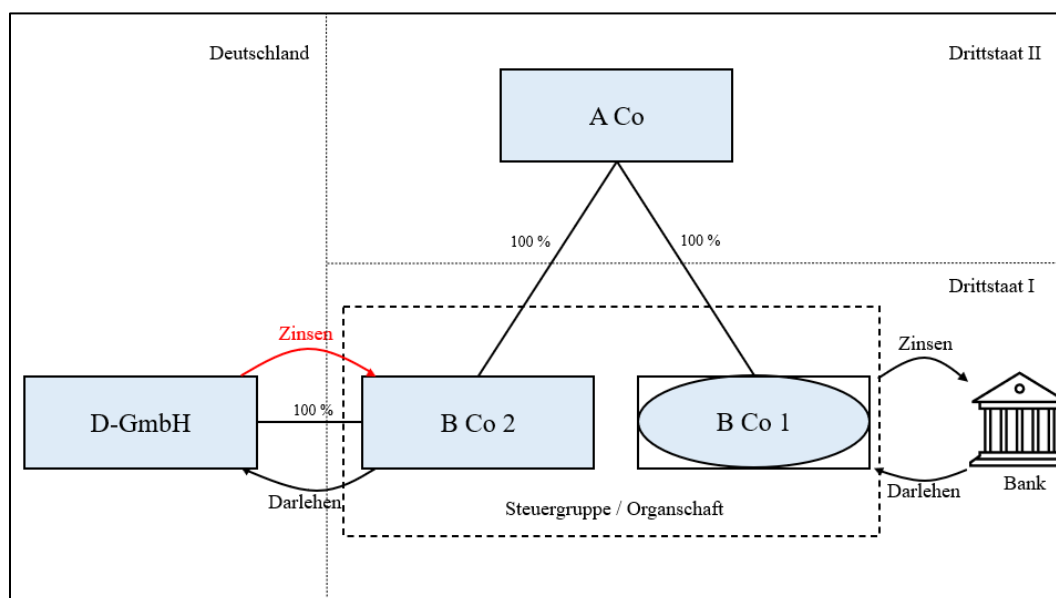 Deutschland
Drittstaat II
A Co
100 %
100 %
Drittstaat I
Zinsen
Zinsen
D-GmbH
100 %
B Co 2
B Co 1
Darlehen
Darlehen
Bank
Steuergruppe / Organschaft